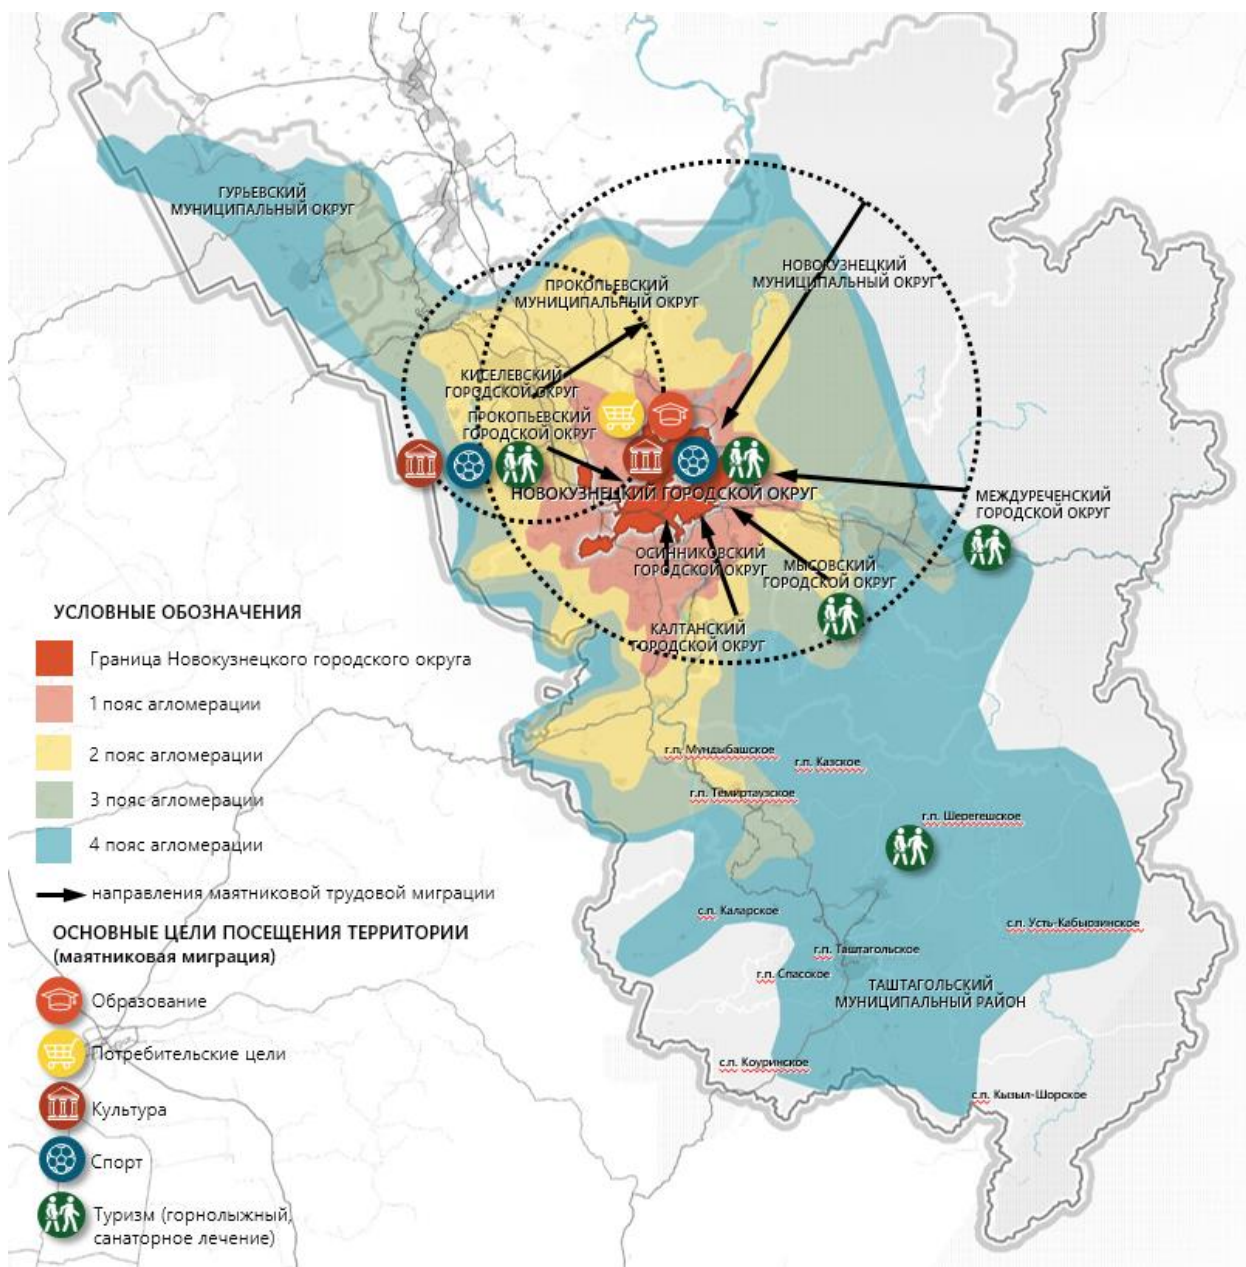 ГУРЬЕВСКИЙ
МУНИЦИПАЛЬНЫЙ ОКРУГ
НОВОКУЗНЕЦКИЙ
МУНИЦИПАЛЬНЫЙ ОКРУГ
ПРОКОПЬЕВСКИЙ
МУНИЦИПАЛЬНЫЙ ОКРУГ
КИСЕЛЕВСКИЙ
ГОРОДСКОЙ ОКРУГ
ПРОКОПЬЕВСКИЙ
ГОРОДСКОЙ ОКРУГ
НОВОКУЗНЕЦКИЙ ГОРОДСКОЙ ОКРУГ
МЕЖДУРЕЧЕНСКИЙ
ГОРОДСКОЙ ОКРУГ
ОСИННИКОВСКИЙ
ГОРОДСКОЙ ОКРУГ
МЫСОВСКИЙ
ГОРОДСКОЙ ОКРУГ
КАЛТАНСКИЙ
ГОРОДСКОЙ ОКРУГ
УСЛОВНЫЕ ОБОЗНАЧЕНИЯ
Граница Новокузнецкого городского округа
1 пояс агломерации
2 пояс агломерации
3 пояс агломерации
4 пояс агломерации
направления маятниковой трудовой миграции
ОСНОВНЫЕ ЦЕЛИ ПОСЕЩЕНИЯ ТЕРРИТОРИИ
(маятниковая миграция)
Образование
Потребительские цели
Культура
Спорт
Туризм (горнолыжный,
санаторное лечение)
г.п. Мундыбашское
г.п. Казское
г.п. Темиртауское
г.п. Шерегешское
с.п. Каларское
с.п. Усть-Кабырзинское
г.п. Таштагольское
г.п. Спасское
ТАШТАГОЛЬСКИЙ
МУНИЦИПАЛЬНЫЙ РАЙОН
с.п. Коуринское
с.п. Кызыл-Шорское